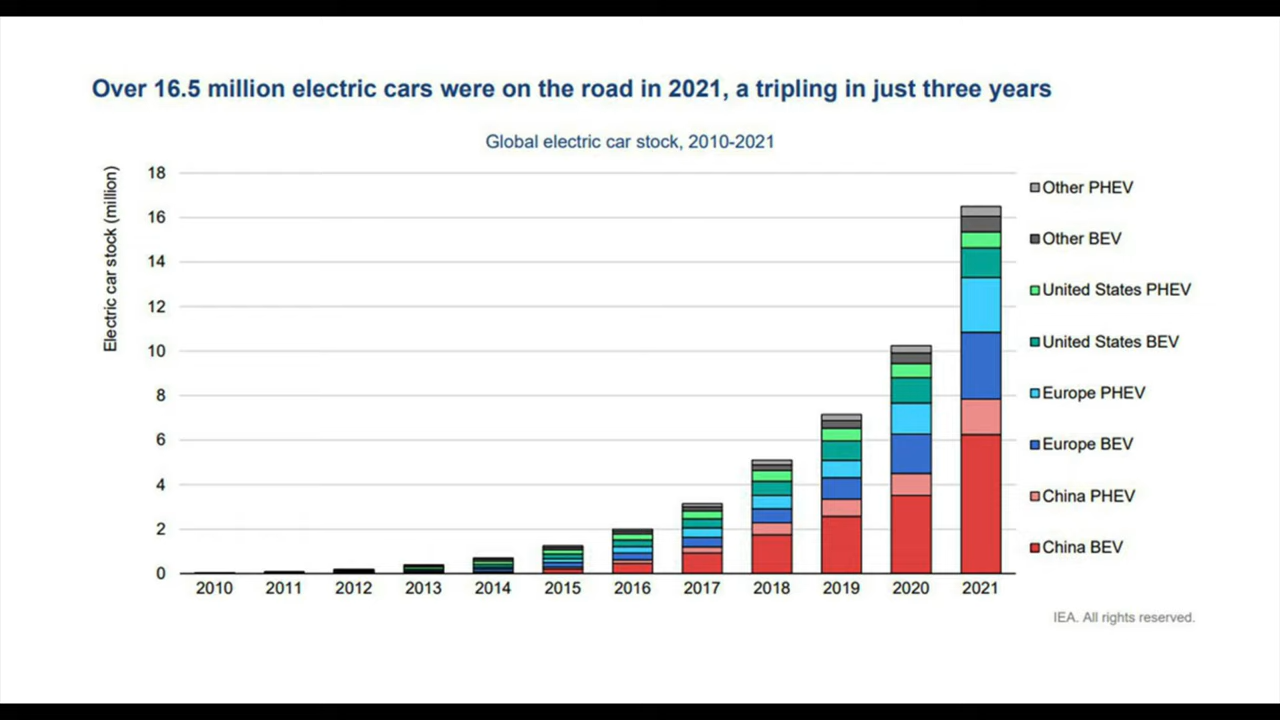 Over 16.5 million electric cars were on the road in 2021, a tripling in just three years
Global electric car stock, 2010-2021
Electric car stock (million)
18
16
14
12
10
8
6
4
2
0
2010 2011 2012 2013 2014 2015 2016 2017 2018 2019 2020 2021
Other PHEV
Other BEV
United States PHEV
United States BEV
Europe PHEV
Europe BEV
China PHEV
China BEV
IEA. All rights reserved.